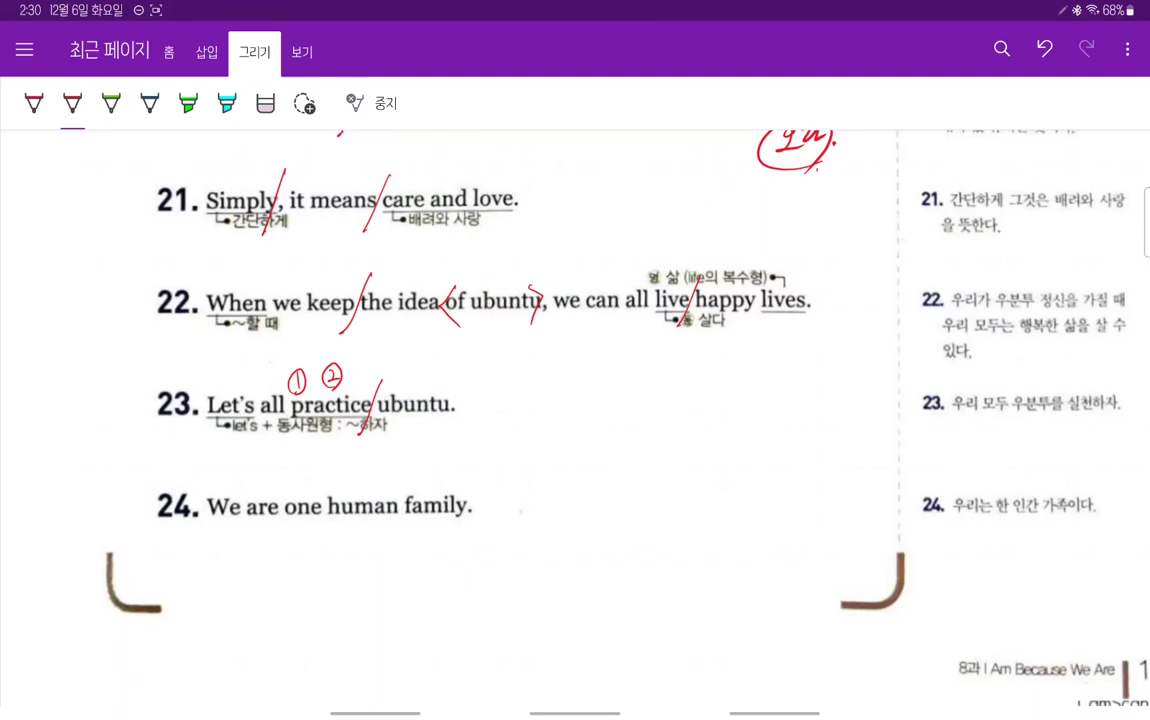 2:30 12월 6일 화요일
68%
최근 페이지 홈 삽입 그리기 보기
중지
21. Simply, it means care and love.
간단하게
배려와 사랑
21. 간단하게 그것은 배려와 사랑
을 뜻한다.
명 삶 (life의 복수형)
22. When we keep the idea of ubuntu, we can all live happy lives.
~할 때
동 살다
22. 우리가 우분투 정신을 가질 때
우리 모두는 행복한 삶을 살 수
있다.
① ②
23. Let's all practice ubuntu.
let's + 동사원형 : ~하자
23. 우리 모두 우분투를 실천하자.
24. We are one human family.
24. 우리는 한 인간 가족이다.
8과 I Am Because We Are 1